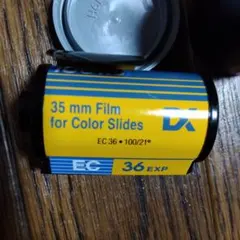 35 mm Film
for Color Slides
DX
EC 36 • 100/21°
EC
36 EXP